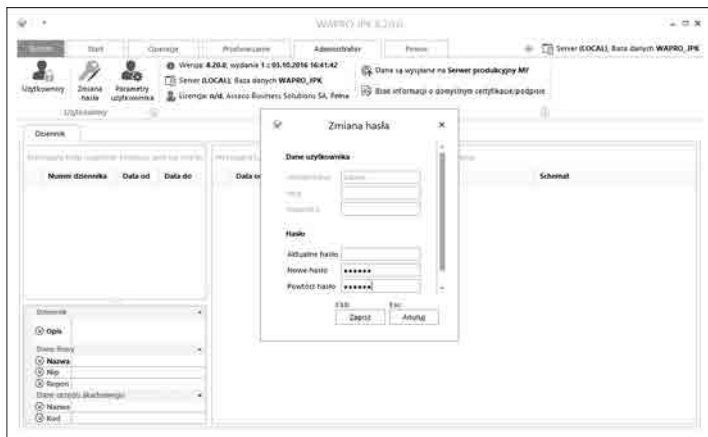 WAPRO JPK 8.20.0
System Start Operacje Przetwarzanie Administrator Pomoc
Serwer (LOCAL), Baza danych WAPRO_JPK
Użytkownicy Zmiana hasła Parametry użytkownika
Wersja: 8.20.0, wydanie 1 z 03.10.2016 16:41:42
Serwer (LOCAL), Baza danych WAPRO_JPK
Licencja: n/d, Asseco Business Solutions SA, Pełna
Dane są wysyłane na Serwer produkcyjny MF
Brak informacji o domyślnym certyfikacie/podpisie
Użytkownicy
Dziennik
Numer dziennika Data od Data do
Schemat
Zmiana hasła
Dane użytkownika
Hasło
Aktualne hasło
Nowe hasło ••••••
Powtórz hasło ••••••
Esc
Zapisz Anuluj
Dziennik
Opis
Dane firmy
Nazwa
Nip
Regon
Dane urzędu skarbowego
Nazwa
Kod